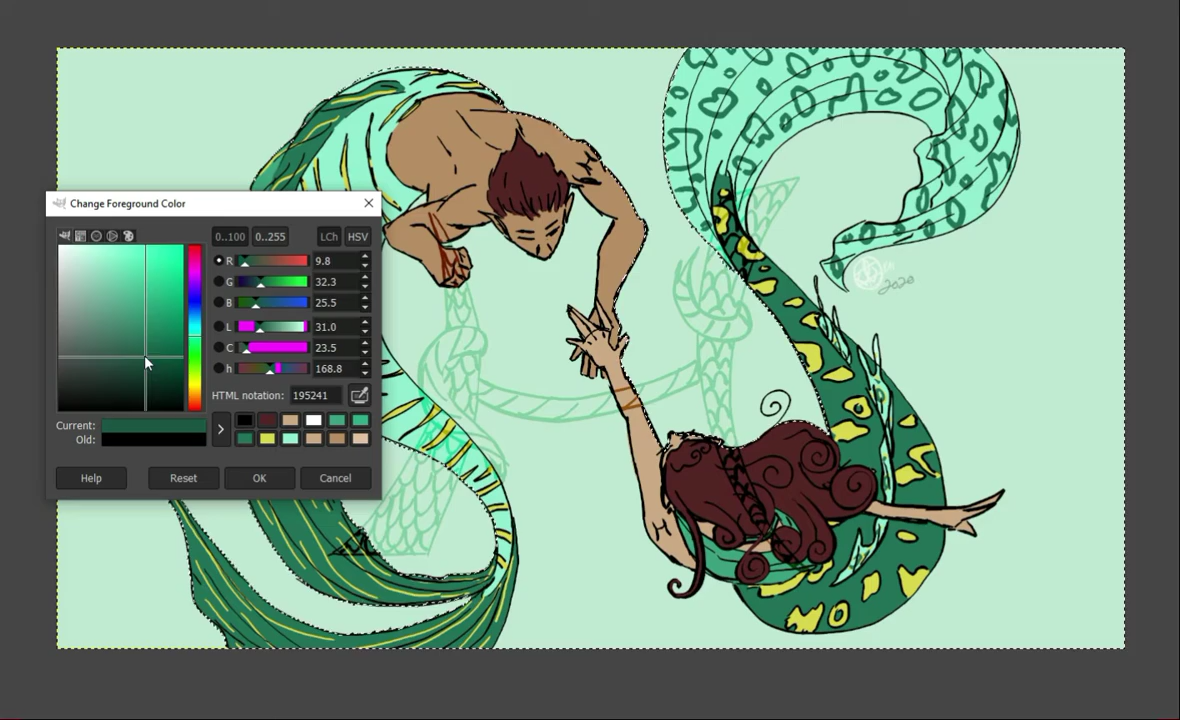 Change Foreground Color
0..100 0..255 LCh HSV
R 9.8
G 32.3
B 25.5
L 31.0
C 23.5
h 168.8
HTML notation: 195241
Current:
Old:
Help Reset OK Cancel
2020